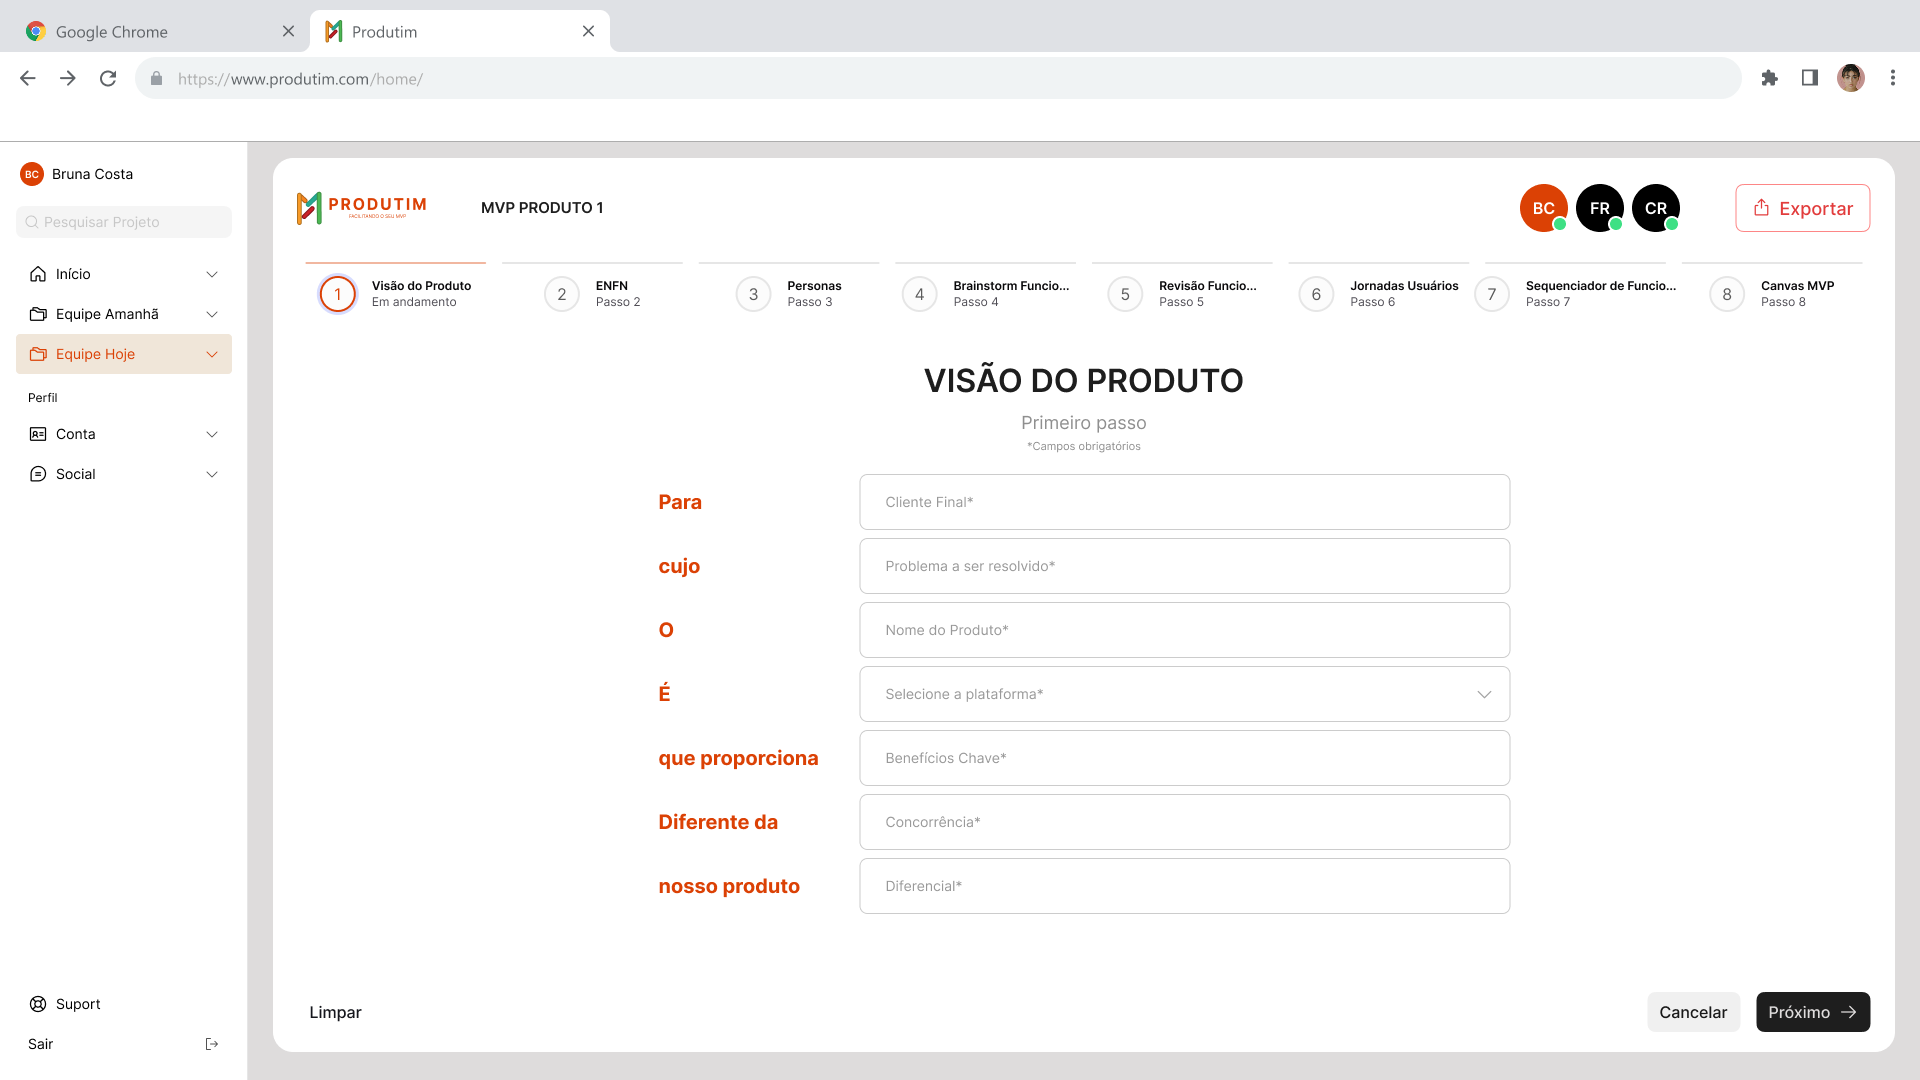 Google Chrome
Produtim
https://www.produtim.com/home/
BC Bruna Costa
Pesquisar Projeto
Início
Equipe Amanhã
Equipe Hoje
Perfil
Conta
Social
Suport
Sair
PRODUTIM
FACILITANDO O SEU MVP
MVP PRODUTO 1
BC FR CR
Exportar
1 Visão do Produto
Em andamento
2 ENFN
Passo 2
3 Personas
Passo 3
4 Brainstorm Funcio...
Passo 4
5 Revisão Funcio...
Passo 5
6 Jornadas Usuários
Passo 6
7 Sequenciador de Funcio...
Passo 7
8 Canvas MVP
Passo 8
VISÃO DO PRODUTO
Primeiro passo
*Campos obrigatórios
Para Cliente Final*
cujo Problema a ser resolvido*
O Nome do Produto*
É Selecione a plataforma*
que proporciona Benefícios Chave*
Diferente da Concorrência*
nosso produto Diferencial*
Limpar
Cancelar
Próximo